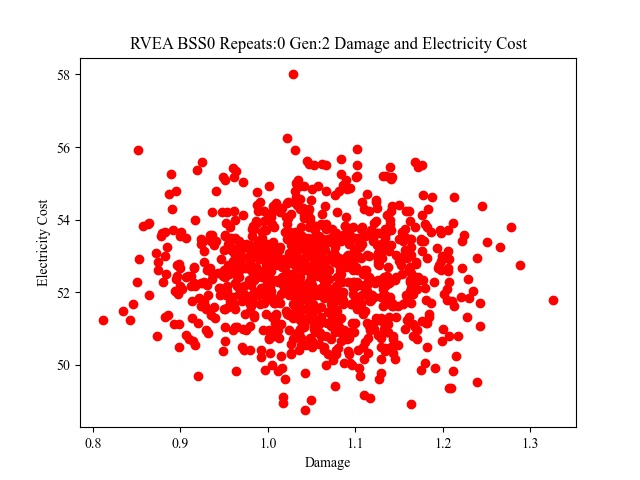 RVEA BSS0 Repeats:0 Gen:2 Damage and Electricity Cost
58
56
54
52
50
Electricity Cost
0.8 0.9 1.0 1.1 1.2 1.3
Damage